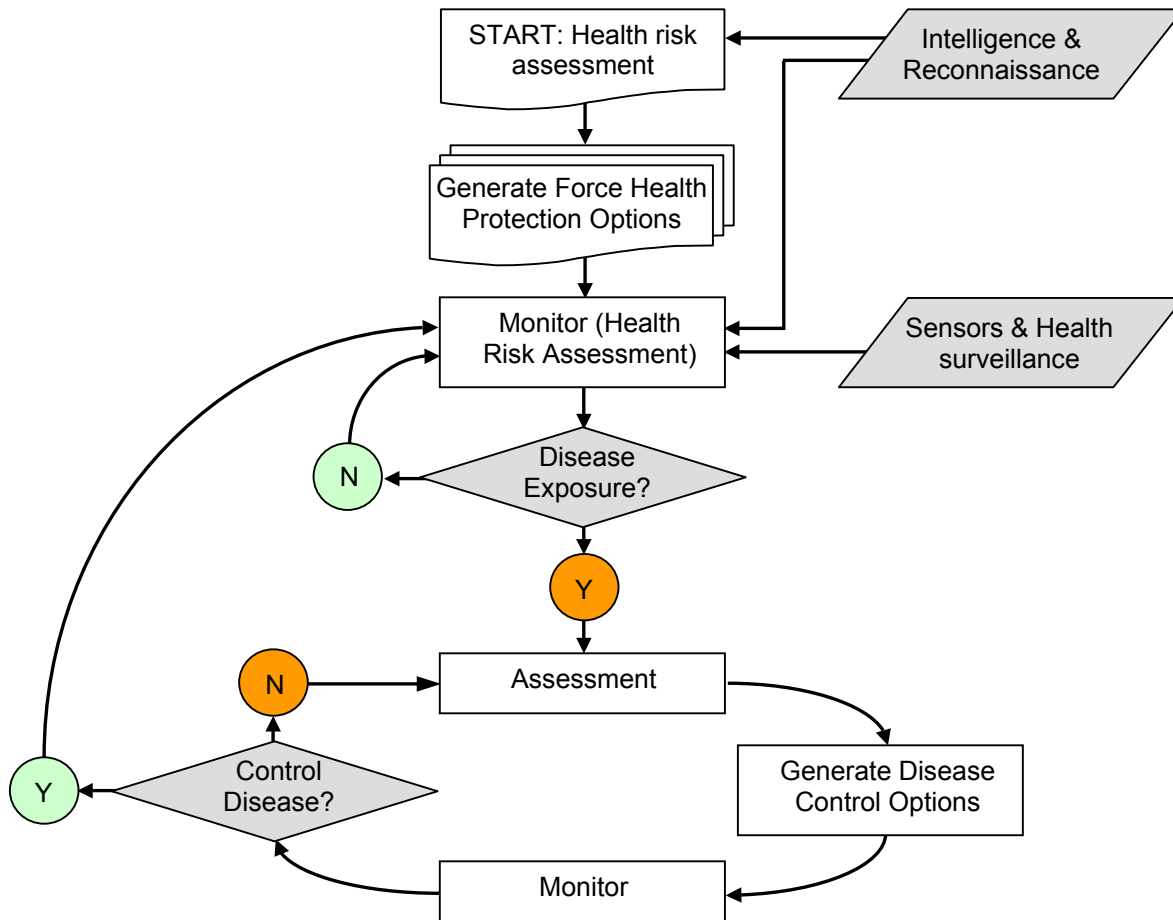 START: Health risk
assessment
Intelligence &
Reconnaissance
Generate Force Health
Protection Options
Monitor (Health
Risk Assessment)
Sensors & Health
surveillance
Disease
Exposure?
N
Y
N
Assessment
Control
Disease?
Y
Generate Disease
Control Options
Monitor